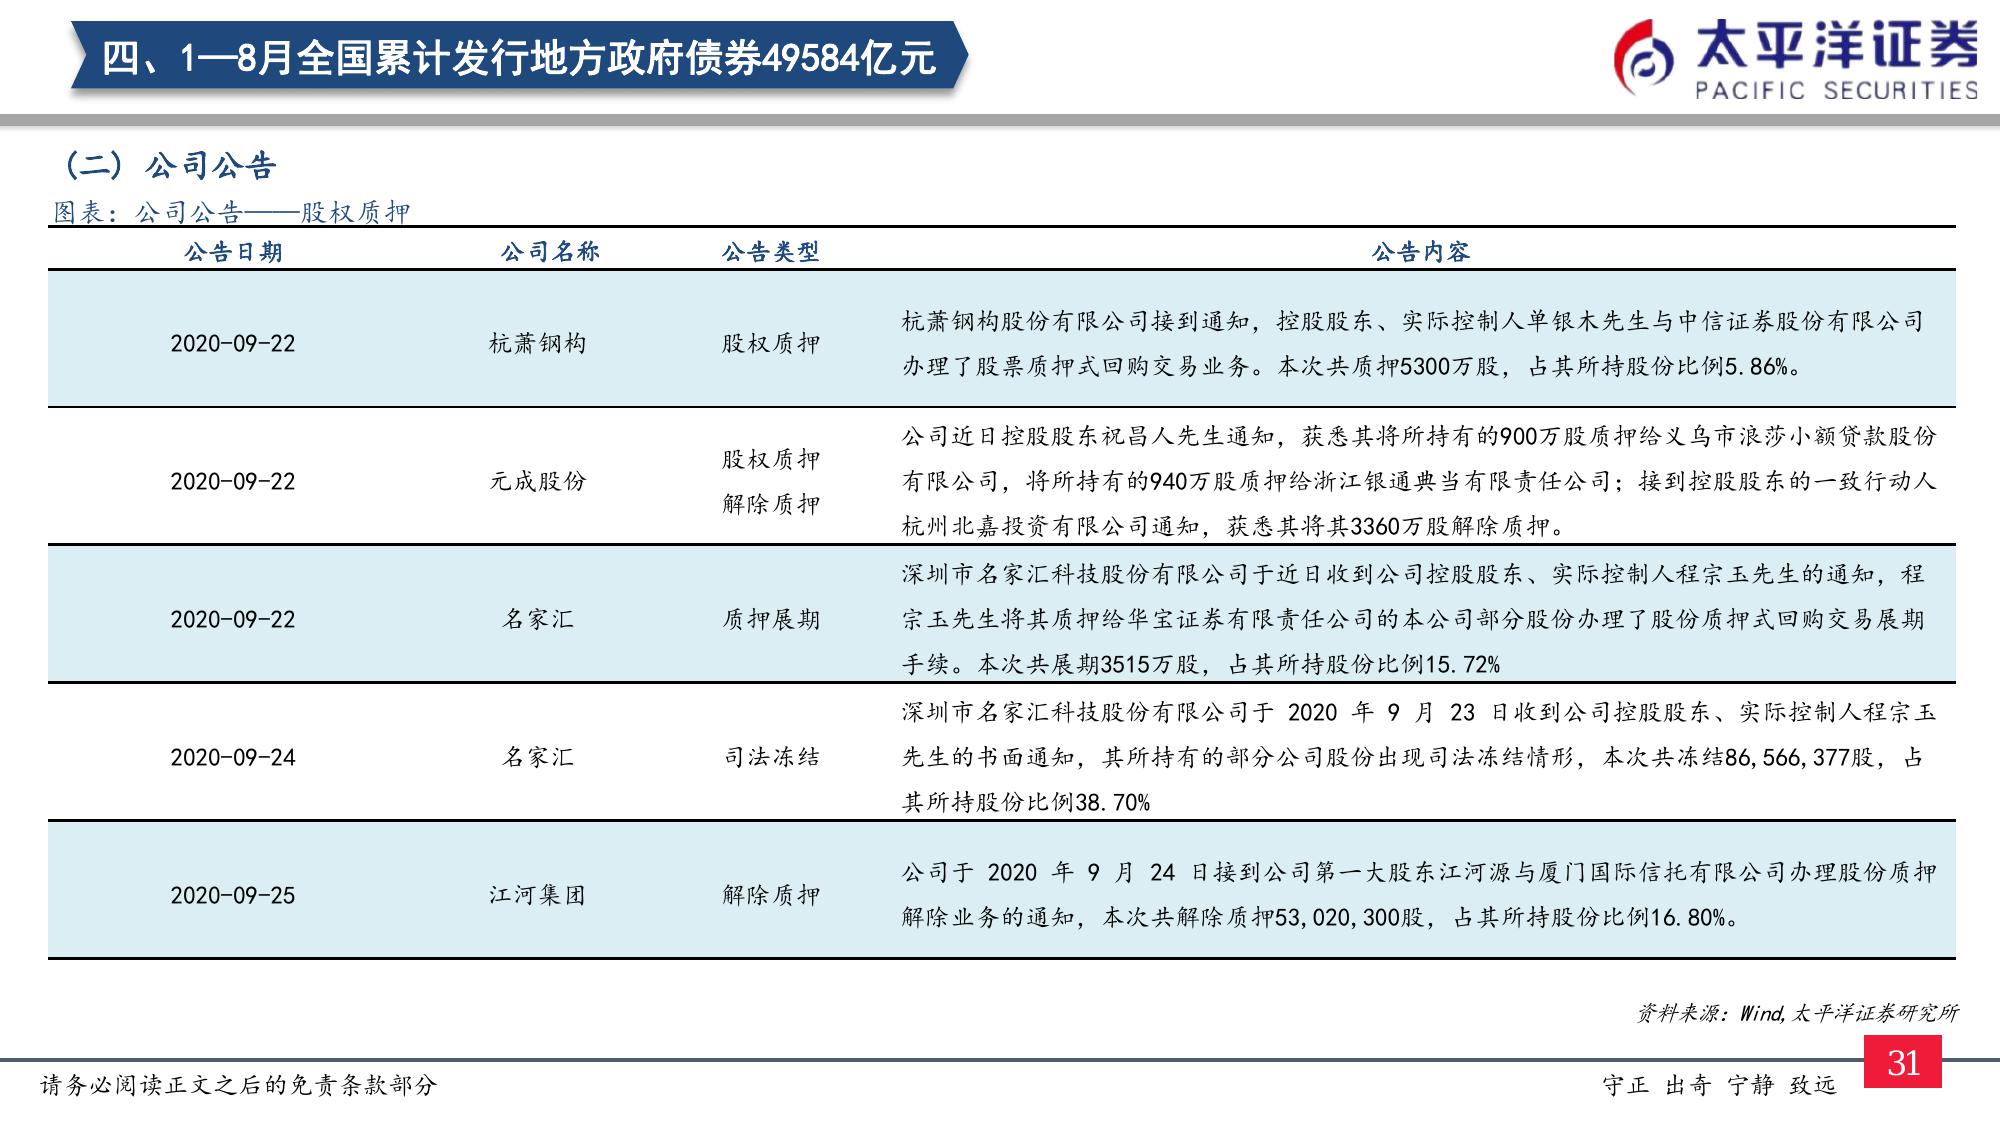 四、1—8月全国累计发行地方政府债券49584亿元
太平洋证券
PACIFIC SECURITIES
（二）公司公告
图表：公司公告——股权质押
公告日期 公司名称 公告类型 公告内容
2020-09-22 杭萧钢构 股权质押
杭萧钢构股份有限公司接到通知，控股股东、实际控制人单银木先生与中信证券股份有限公司
办理了股票质押式回购交易业务。本次共质押5300万股，占其所持股份比例5.86%。
2020-09-22 元成股份
股权质押
解除质押
公司近日控股股东祝昌人先生通知，获悉其将所持有的900万股质押给义乌市浪莎小额贷款股份
有限公司，将所持有的940万股质押给浙江银通典当有限责任公司；接到控股股东的一致行动人
杭州北嘉投资有限公司通知，获悉其将其3360万股解除质押。
2020-09-22 名家汇 质押展期
深圳市名家汇科技股份有限公司于近日收到公司控股股东、实际控制人程宗玉先生的通知，程
宗玉先生将其质押给华宝证券有限责任公司的本公司部分股份办理了股份质押式回购交易展期
手续。本次共展期3515万股，占其所持股份比例15.72%
2020-09-24 名家汇 司法冻结
深圳市名家汇科技股份有限公司于 2020 年 9 月 23 日收到公司控股股东、实际控制人程宗玉
先生的书面通知，其所持有的部分公司股份出现司法冻结情形，本次共冻结86,566,377股，占
其所持股份比例38.70%
2020-09-25 江河集团 解除质押
公司于 2020 年 9 月 24 日接到公司第一大股东江河源与厦门国际信托有限公司办理股份质押
解除业务的通知，本次共解除质押53,020,300股，占其所持股份比例16.80%。
资料来源：Wind,太平洋证券研究所
31
请务必阅读正文之后的免责条款部分
守正 出奇 宁静 致远